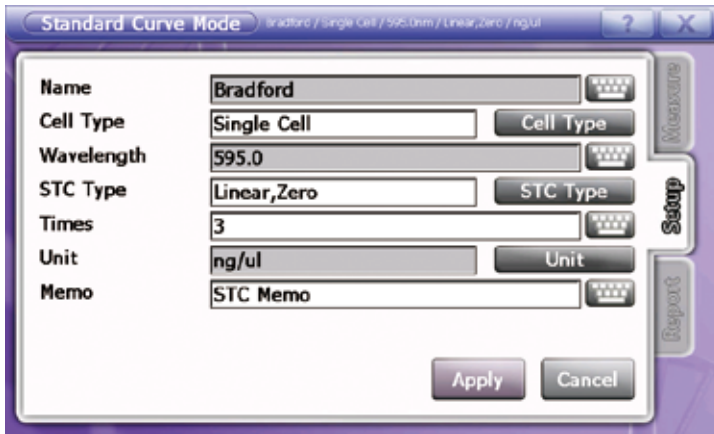 Standard Curve Mode Bradford / Single Cell / 595.0nm / Linear,Zero / ng/ul ? X
Name Bradford
Cell Type Single Cell Cell Type
Wavelength 595.0
STC Type Linear,Zero STC Type
Times 3
Unit ng/ul Unit
Memo STC Memo
Apply Cancel
Measure
Setup
Report